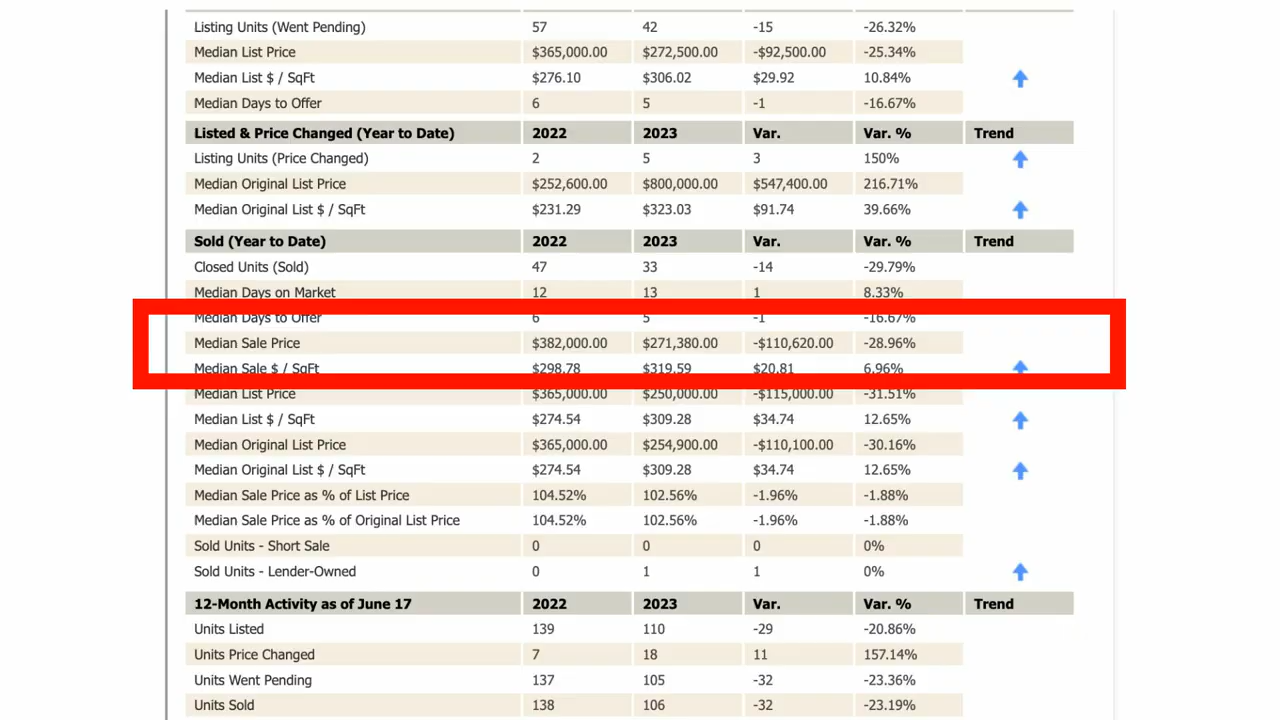 Listing Units (Went Pending) 57 42 -15 -26.32%
Median List Price $365,000.00 $272,500.00 -$92,500.00 -25.34%
Median List $ / SqFt $276.10 $306.02 $29.92 10.84%
Median Days to Offer 6 5 -1 -16.67%
Listed & Price Changed (Year to Date) 2022 2023 Var. Var. % Trend
Listing Units (Price Changed) 2 5 3 150%
Median Original List Price $252,600.00 $800,000.00 $547,400.00 216.71%
Median Original List $ / SqFt $231.29 $323.03 $91.74 39.66%
Sold (Year to Date) 2022 2023 Var. Var. % Trend
Closed Units (Sold) 47 33 -14 -29.79%
Median Days on Market 12 13 1 8.33%
Median Days to Offer 6 5 -1 -16.67%
Median Sale Price $382,000.00 $271,380.00 -$110,620.00 -28.96%
Median Sale $ / SqFt $298.78 $319.59 $20.81 6.96%
Median List Price $365,000.00 $250,000.00 -$115,000.00 -31.51%
Median List $ / SqFt $274.54 $309.28 $34.74 12.65%
Median Original List Price $365,000.00 $254,900.00 -$110,100.00 -30.16%
Median Original List $ / SqFt $274.54 $309.28 $34.74 12.65%
Median Sale Price as % of List Price 104.52% 102.56% -1.96% -1.88%
Median Sale Price as % of Original List Price 104.52% 102.56% -1.96% -1.88%
Sold Units - Short Sale 0 0 0 0%
Sold Units - Lender-Owned 0 1 1 0%
12-Month Activity as of June 17 2022 2023 Var. Var. % Trend
Units Listed 139 110 -29 -20.86%
Units Price Changed 7 18 11 157.14%
Units Went Pending 137 105 -32 -23.36%
Units Sold 138 106 -32 -23.19%